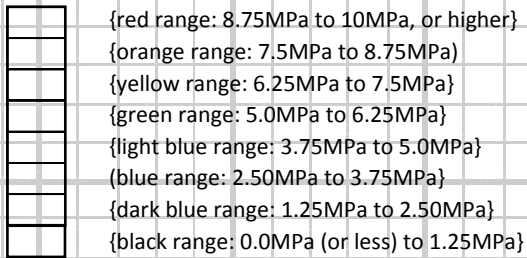 {red range: 8.75MPa to 10MPa, or higher}
{orange range: 7.5MPa to 8.75MPa)
{yellow range: 6.25MPa to 7.5MPa}
{green range: 5.0MPa to 6.25MPa}
{light blue range: 3.75MPa to 5.0MPa}
(blue range: 2.50MPa to 3.75MPa}
{dark blue range: 1.25MPa to 2.50MPa}
{black range: 0.0MPa (or less) to 1.25MPa}